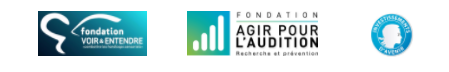 fondation
VOIR & ENTENDRE
FONDATION
AGIR POUR
L'AUDITION
Recherche et prévention
INVESTISSEMENTS
D'AVENIR